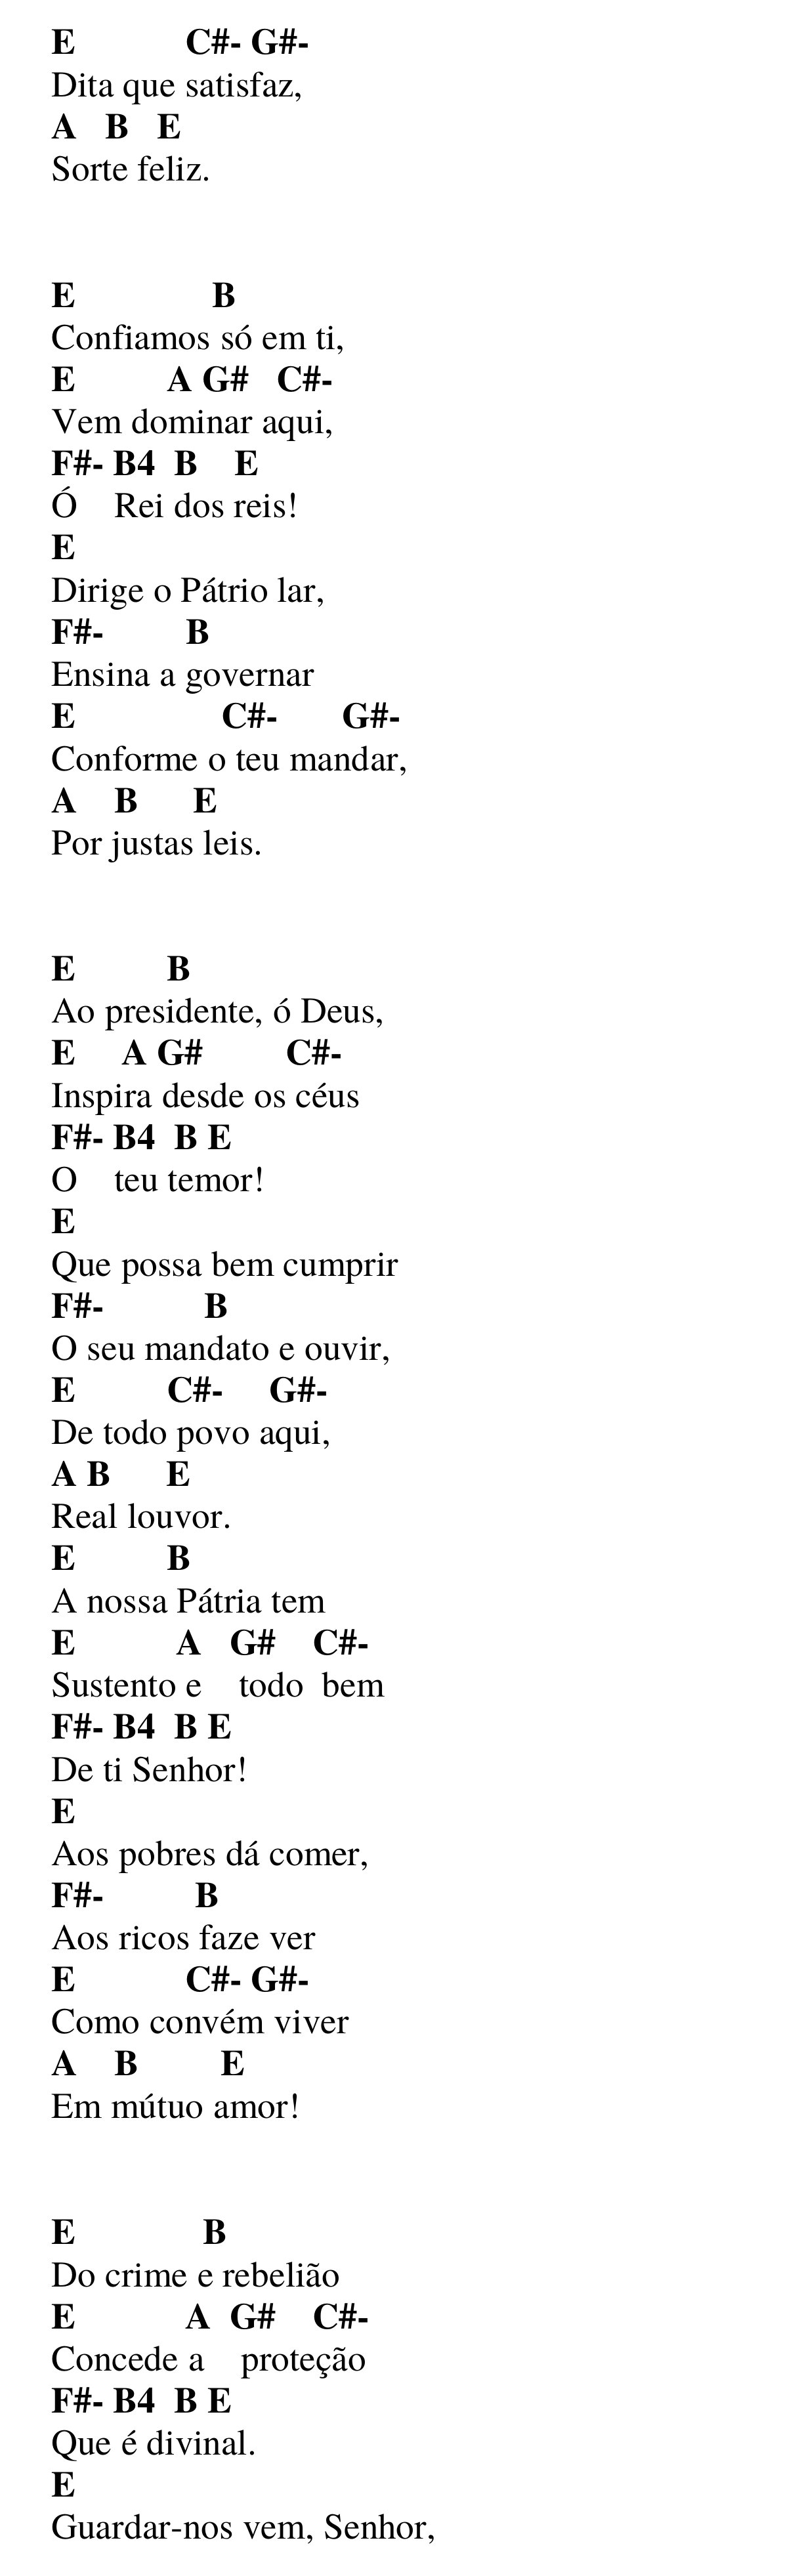 E            C#- G#-
Dita que satisfaz,
A   B   E
Sorte feliz.
E               B
Confiamos só em ti,
E          A G#   C#-
Vem dominar aqui,
F#- B4  B    E
Ó    Rei dos reis!
E
Dirige o Pátrio lar,
F#-         B
Ensina a governar
E                C#-       G#-
Conforme o teu mandar,
A    B      E
Por justas leis.
E          B
Ao presidente, ó Deus,
E     A G#         C#-
Inspira desde os céus
F#- B4  B E
O    teu temor!
E
Que possa bem cumprir
F#-           B
O seu mandato e ouvir,
E          C#-     G#-
De todo povo aqui,
A B      E
Real louvor.
E          B
A nossa Pátria tem
E           A   G#    C#-
Sustento e    todo  bem
F#- B4  B E
De ti Senhor!
E
Aos pobres dá comer,
F#-          B
Aos ricos faze ver
E            C#- G#-
Como convém viver
A    B         E
Em mútuo amor!
E              B
Do crime e rebelião
E            A  G#    C#-
Concede a    proteção
F#- B4  B E
Que é divinal.
E
Guardar-nos vem, Senhor,